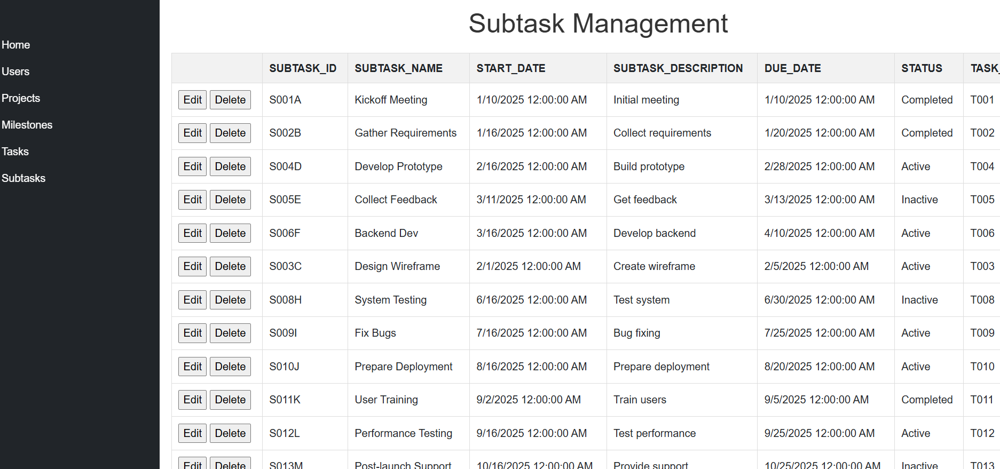 Subtask Management
Home
Users
Projects
Milestones
Tasks
Subtasks
SUBTASK_ID SUBTASK_NAME START_DATE SUBTASK_DESCRIPTION DUE_DATE STATUS TASK_
Edit Delete S001A Kickoff Meeting 1/10/2025 12:00:00 AM Initial meeting 1/10/2025 12:00:00 AM Completed T001
Edit Delete S002B Gather Requirements 1/16/2025 12:00:00 AM Collect requirements 1/20/2025 12:00:00 AM Completed T002
Edit Delete S004D Develop Prototype 2/16/2025 12:00:00 AM Build prototype 2/28/2025 12:00:00 AM Active T004
Edit Delete S005E Collect Feedback 3/11/2025 12:00:00 AM Get feedback 3/13/2025 12:00:00 AM Inactive T005
Edit Delete S006F Backend Dev 3/16/2025 12:00:00 AM Develop backend 4/10/2025 12:00:00 AM Active T006
Edit Delete S003C Design Wireframe 2/1/2025 12:00:00 AM Create wireframe 2/5/2025 12:00:00 AM Active T003
Edit Delete S008H System Testing 6/16/2025 12:00:00 AM Test system 6/30/2025 12:00:00 AM Inactive T008
Edit Delete S009I Fix Bugs 7/16/2025 12:00:00 AM Bug fixing 7/25/2025 12:00:00 AM Active T009
Edit Delete S010J Prepare Deployment 8/16/2025 12:00:00 AM Prepare deployment 8/20/2025 12:00:00 AM Active T010
Edit Delete S011K User Training 9/2/2025 12:00:00 AM Train users 9/5/2025 12:00:00 AM Completed T011
Edit Delete S012L Performance Testing 9/16/2025 12:00:00 AM Test performance 9/25/2025 12:00:00 AM Active T012
Edit Delete S013M Post-launch Support 10/16/2025 12:00:00 AM Provide support 10/25/2025 12:00:00 AM Inactive T013